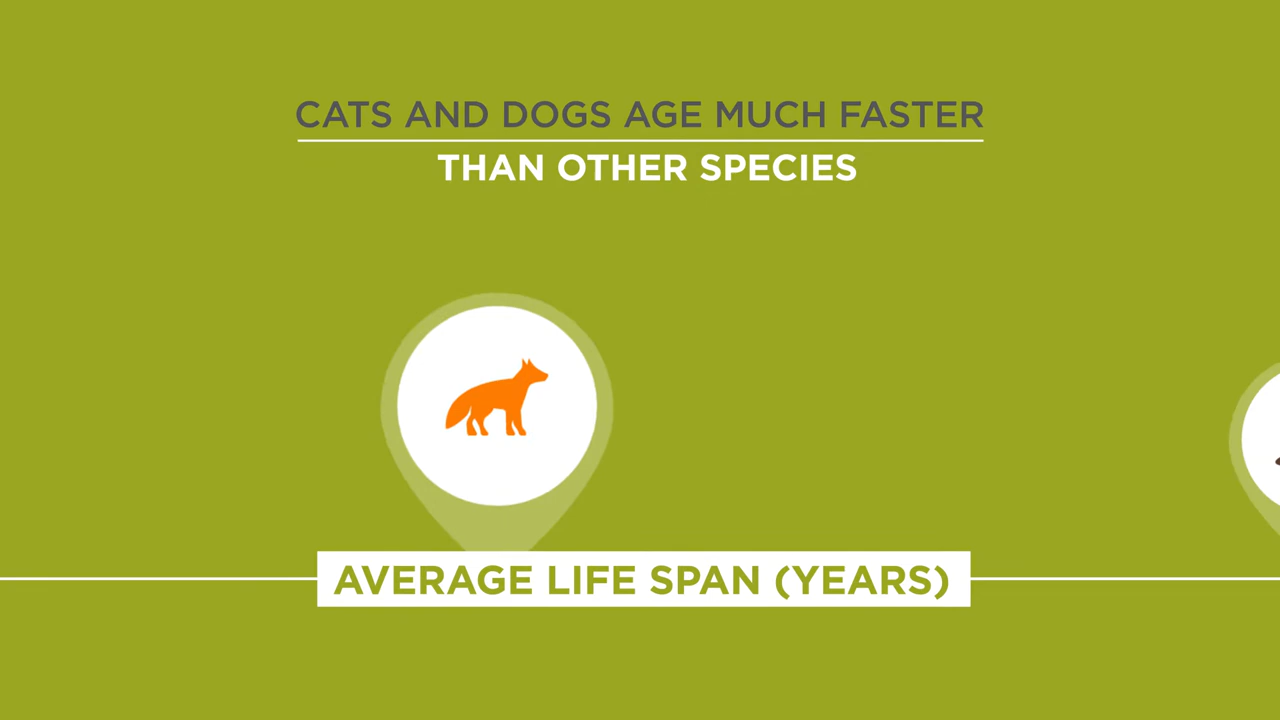 CATS AND DOGS AGE MUCH FASTER
THAN OTHER SPECIES
AVERAGE LIFE SPAN (YEARS)